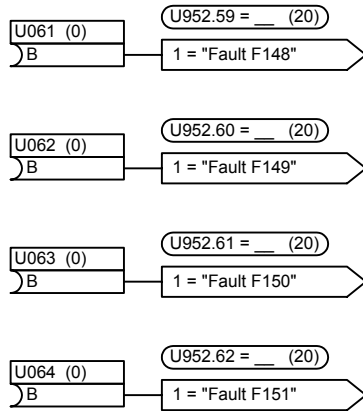 U952.59 = __ (20)
U061 (0)
B
1 = "Fault F148"
U952.60 = __ (20)
U062 (0)
B
1 = "Fault F149"
U952.61 = __ (20)
U063 (0)
B
1 = "Fault F150"
U952.62 = __ (20)
U064 (0)
B
1 = "Fault F151"